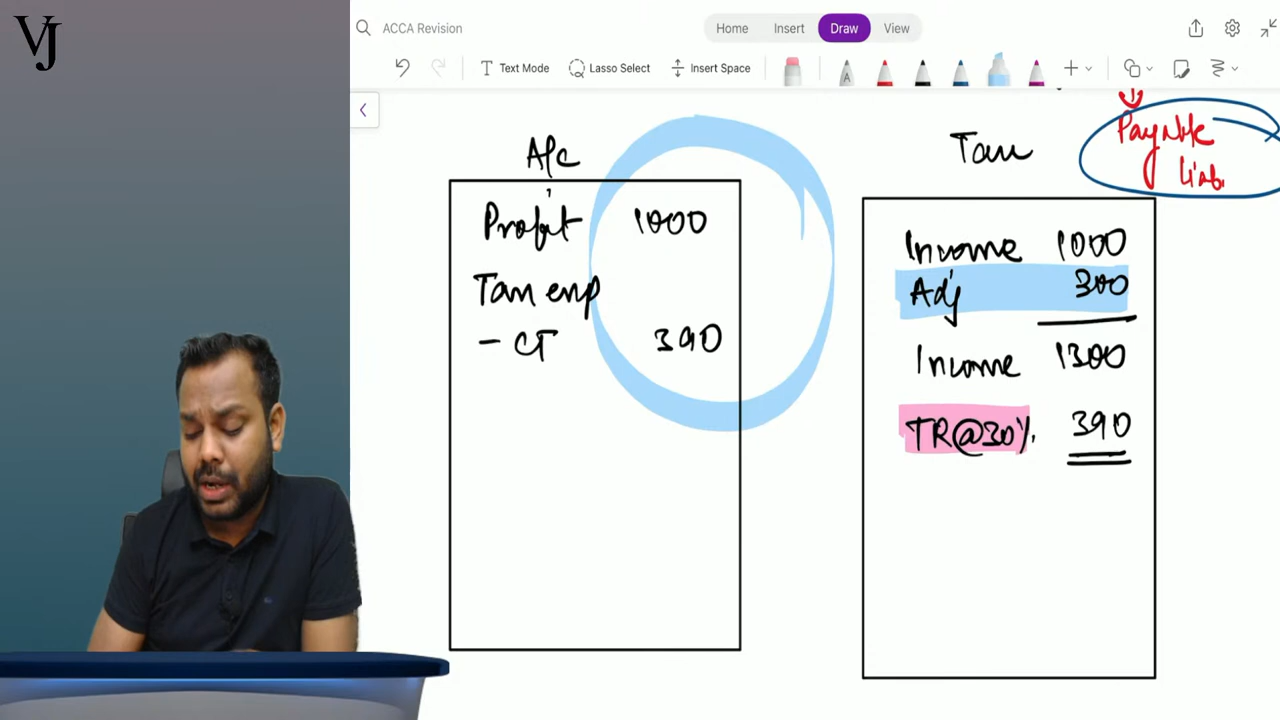 VJ
ACCA Revision
Home Insert Draw View
Text Mode Lasso Select Insert Space
A
Payable
Liab.
A/c
Profit 1000
Tax exp
- CT 390
Tax
Income 1000
Adj 300
Income 1300
TR@30% 390